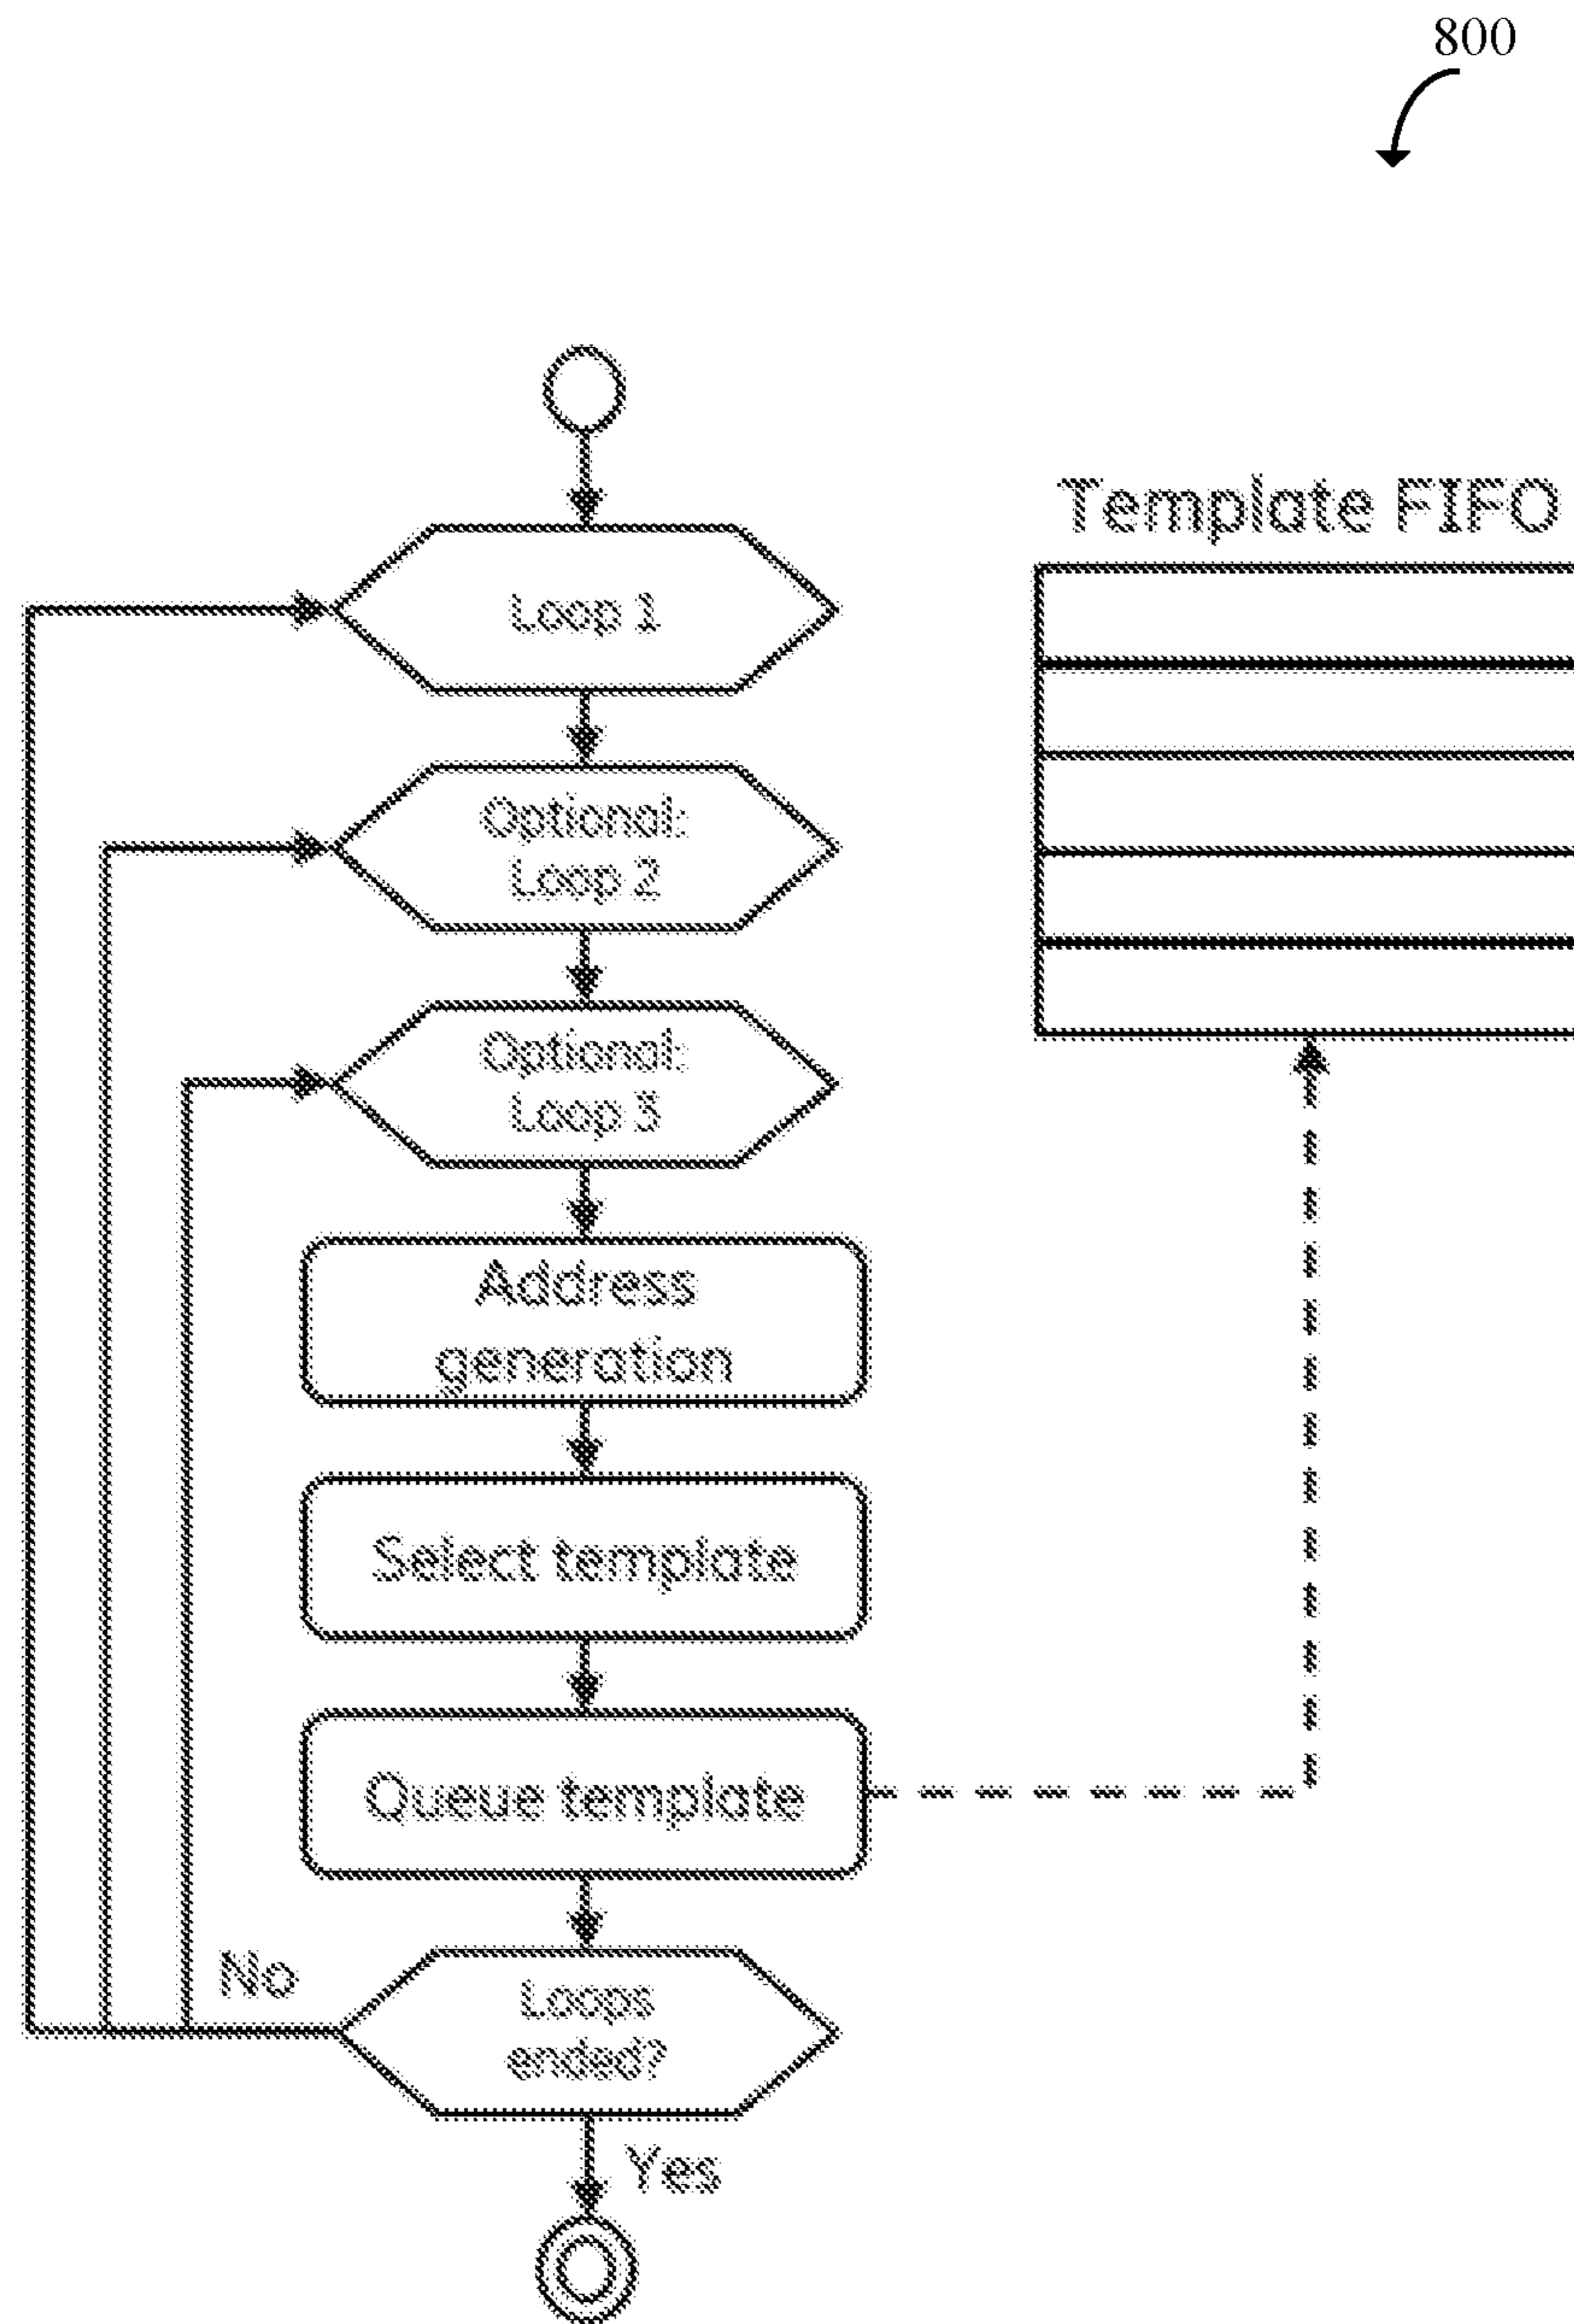 800
Template FIFO
Loop 1
Optional:
Loop 2
Optional:
Loop 3
Address
generation
Select template
Queue template
No
Loops
ended?
Yes